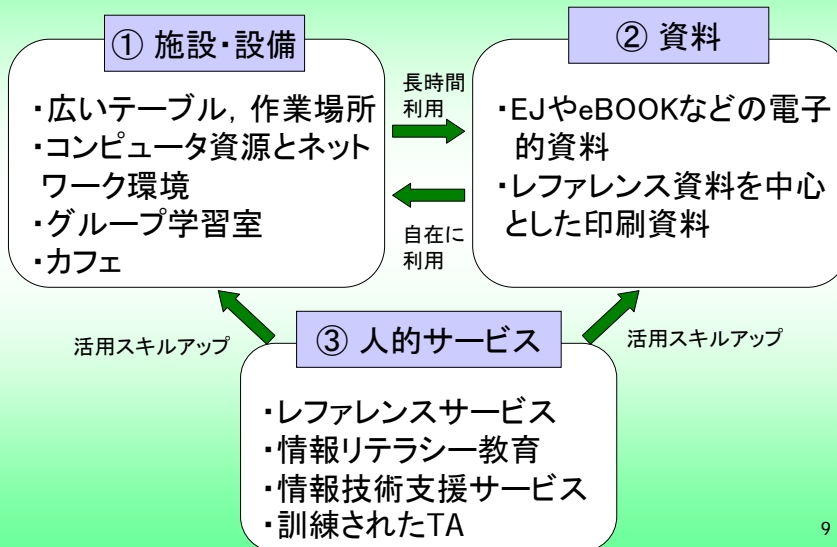 ① 施設・設備
・広いテーブル，作業場所
・コンピュータ資源とネット
ワーク環境
・グループ学習室
・カフェ
長時間
利用
自在に
利用
② 資料
・EJやeBOOKなどの電子
的資料
・レファレンス資料を中心
とした印刷資料
活用スキルアップ
③ 人的サービス
活用スキルアップ
・レファレンスサービス
・情報リテラシー教育
・情報技術支援サービス
・訓練されたTA
9